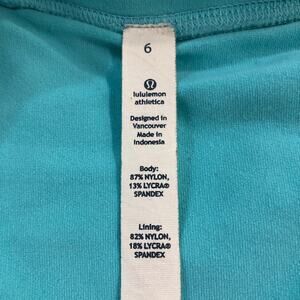 6
lululemon
athletica
Designed in
Vancouver
Made in
Indonesia
Body:
87% NYLON,
13% LYCRA®
SPANDEX
Lining:
82% NYLON,
18% LYCRA®
SPANDEX